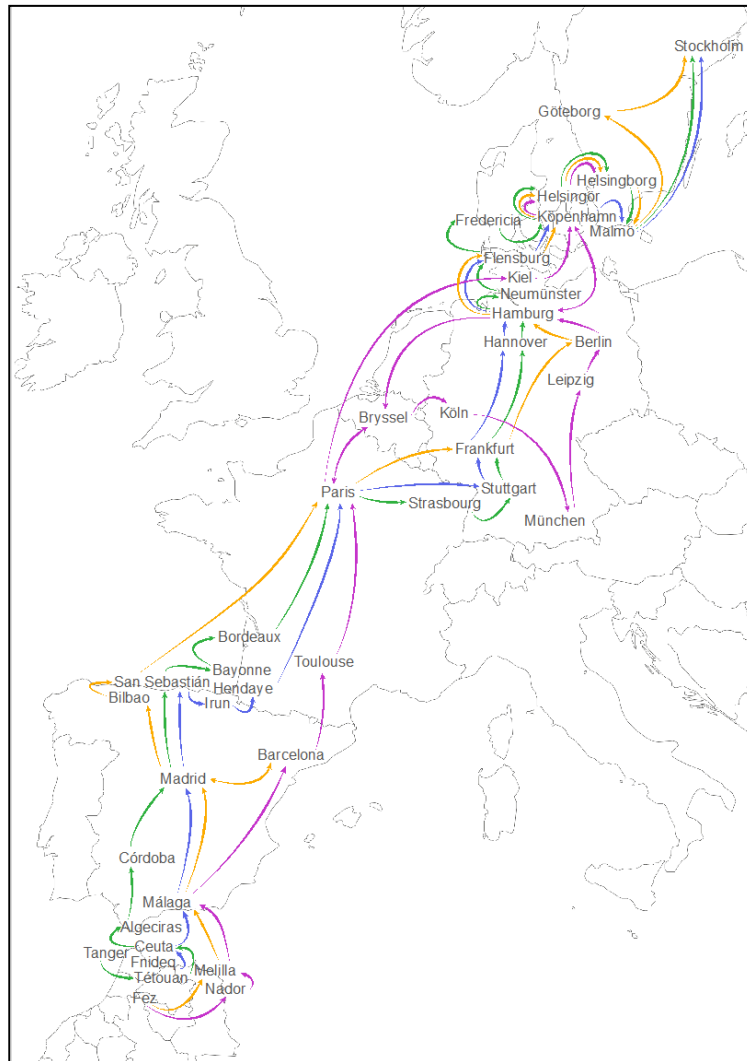 Stockholm
Göteborg
Helsingborg
Helsingör
Fredericia
Köpenhamn
Malmö
Flensburg
Kiel
Neumünster
Hamburg
Hannover
Berlin
Leipzig
Bryssel
Köln
Frankfurt
Paris
Stuttgart
Strasbourg
München
Bordeaux
Toulouse
Bayonne
San Sebastián
Hendaye
Bilbao
Irun
Barcelona
Madrid
Córdoba
Málaga
Algeciras
Ceuta
Tanger
Fnideq
Melilla
Tétouan
Nador
Fez